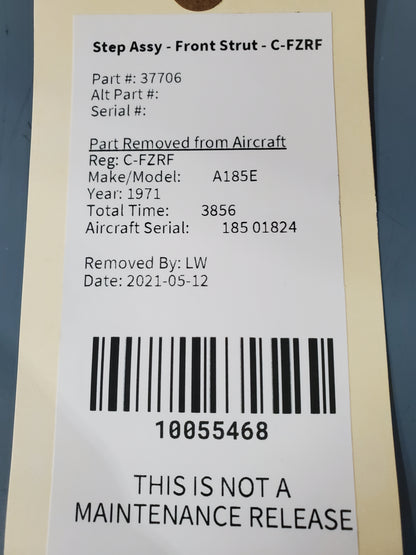 Step Assy - Front Strut - C-FZRF
Part #: 37706
Alt Part #:
Serial #:
Part Removed from Aircraft
Reg: C-FZRF
Make/Model: A185E
Year: 1971
Total Time: 3856
Aircraft Serial: 185 01824
Removed By: LW
Date: 2021-05-12
10055468
THIS IS NOT A
MAINTENANCE RELEASE